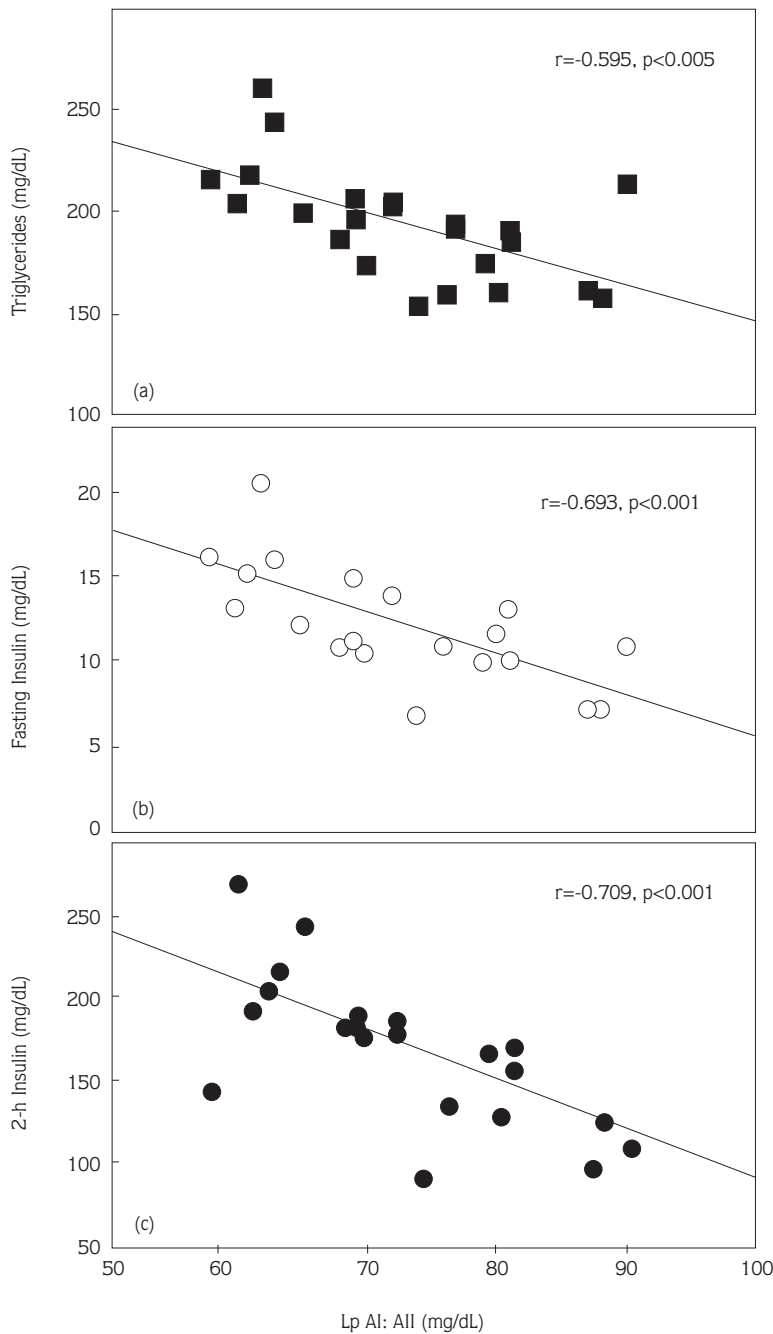 r=-0.595, p<0.005
250
200
150
100
Triglycerides (mg/dL)
(a)
r=-0.693, p<0.001
20
15
10
5
0
Fasting Insulin (mg/dL)
(b)
r=-0.709, p<0.001
250
200
150
100
50
2-h Insulin (mg/dL)
(c)
50 60 70 80 90 100
Lp AI: AII (mg/dL)